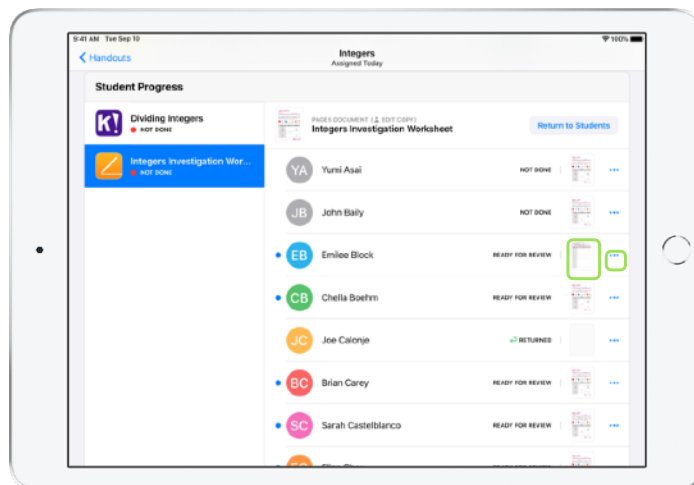 9:41 AM Tue Sep 10
100%
Handouts
Integers
Assigned Today
Student Progress
K!
Dividing Integers
NOT DONE
Integers Investigation Wor...
NOT DONE
PAGES DOCUMENT ( EDIT COPY)
Integers Investigation Worksheet
Return to Students
YA Yumi Asai NOT DONE
JB John Baily NOT DONE
EB Emilee Block READY FOR REVIEW
CB Chella Boehm READY FOR REVIEW
JC Joe Calonje RETURNED
BC Brian Carey READY FOR REVIEW
SC Sarah Castelblanco READY FOR REVIEW